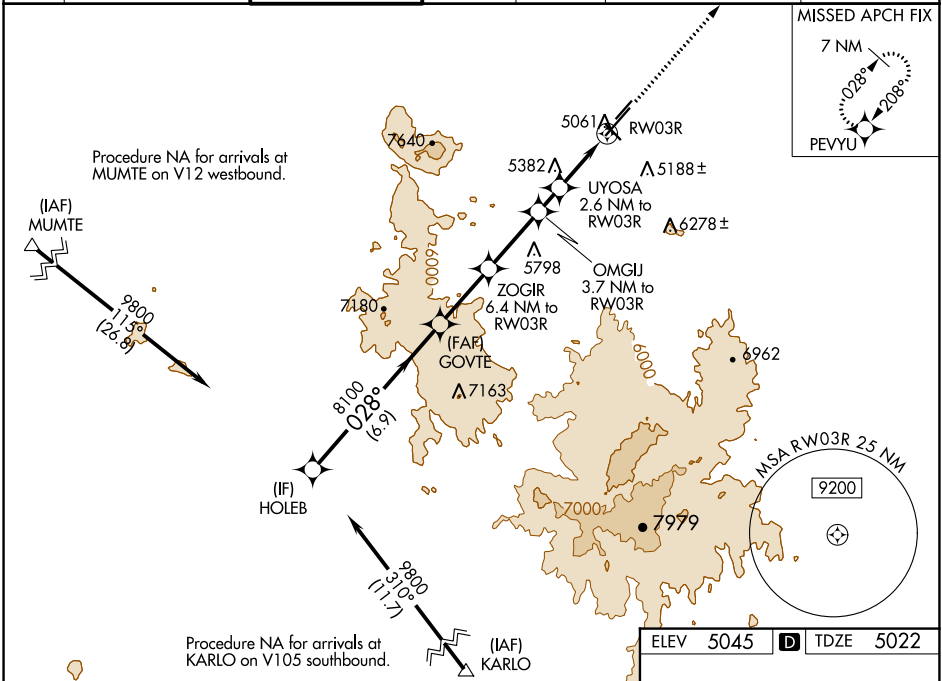 MISSED APCH FIX
7 NM
028°
208°
PEVYU
5061
RW03R
7640
5382
5188±
Procedure NA for arrivals at
MUMTE on V12 westbound.
UYOSA
2.6 NM to
RW03R
(IAF)
MUMTE
6278±
6000
5798
OMGIJ
3.7 NM to
RW03R
ZOGIR
6.4 NM to
RW03R
9800
115°
(26.8)
7180
(FAF)
GOVTE
6000
6962
7163
8100
028°
(6.9)
MSA RW03R 25 NM
9200
(IF)
HOLEB
7000
7979
9800
310°
(11.7)
Procedure NA for arrivals at
KARLO on V105 southbound.
(IAF)
KARLO
ELEV 5045 D TDZE 5022